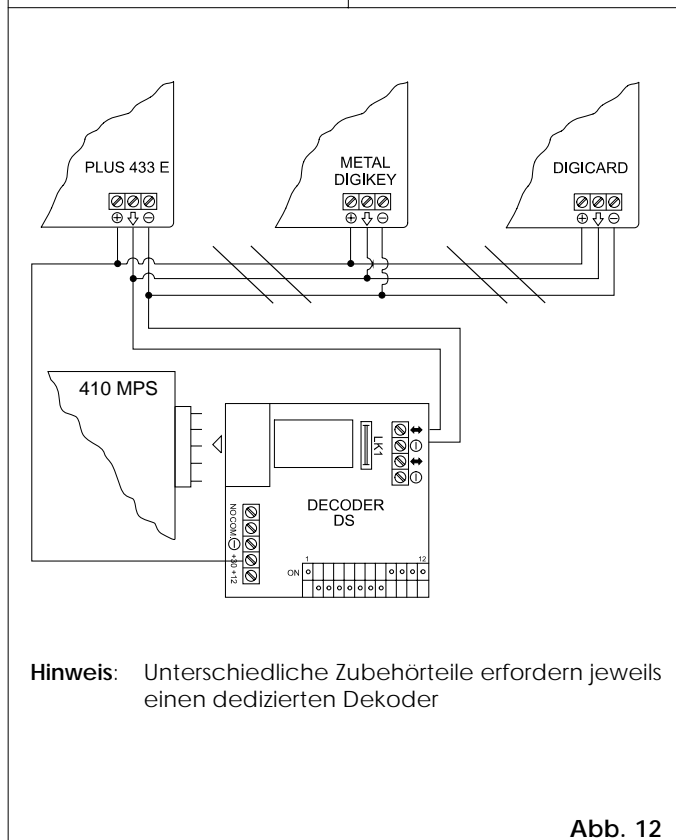 PLUS 433 E
METAL
DIGIKEY
DIGICARD
410 MPS
LK1
DECODER
DS
NO COM
+30 +12
ON
1
12
Hinweis: Unterschiedliche Zubehörteile erfordern jeweils
einen dedizierten Dekoder
Abb. 12